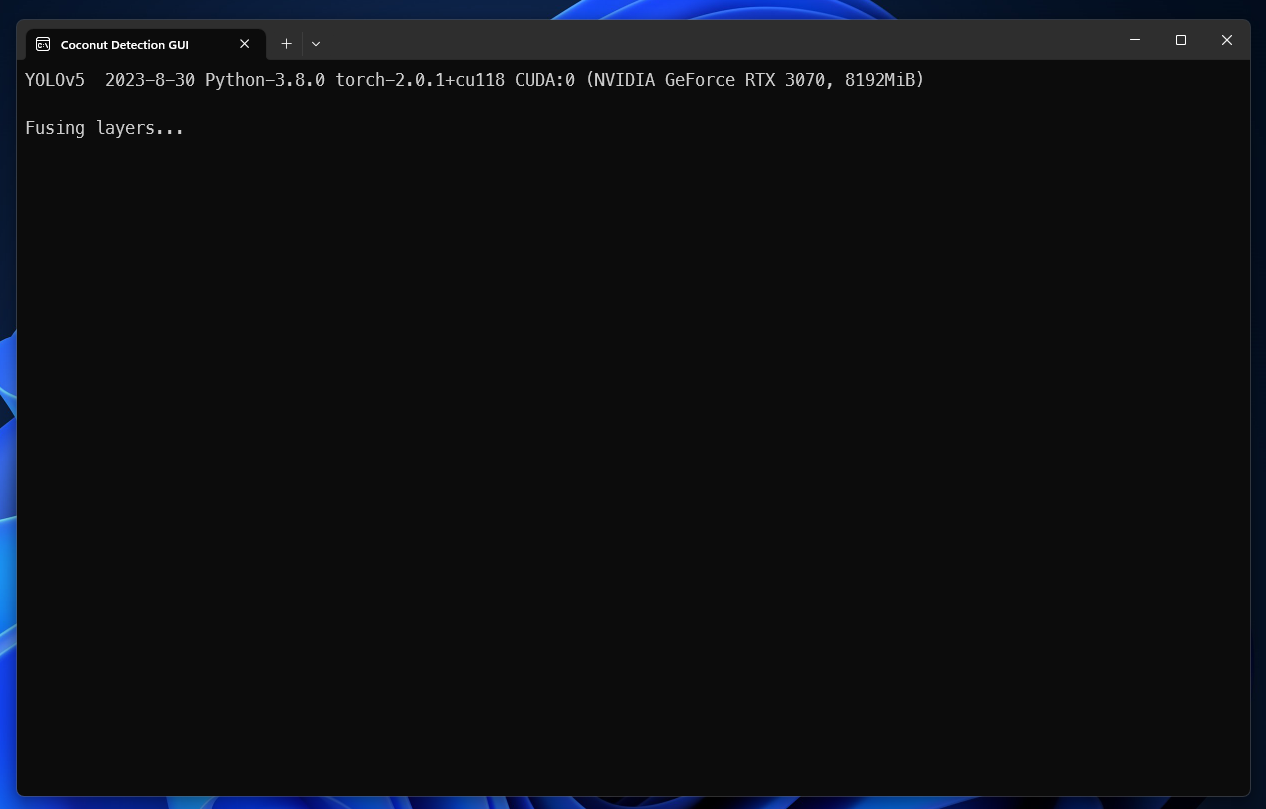 Coconut Detection GUI
YOLOv5  2023-8-30 Python-3.8.0 torch-2.0.1+cu118 CUDA:0 (NVIDIA GeForce RTX 3070, 8192MiB)
Fusing layers...